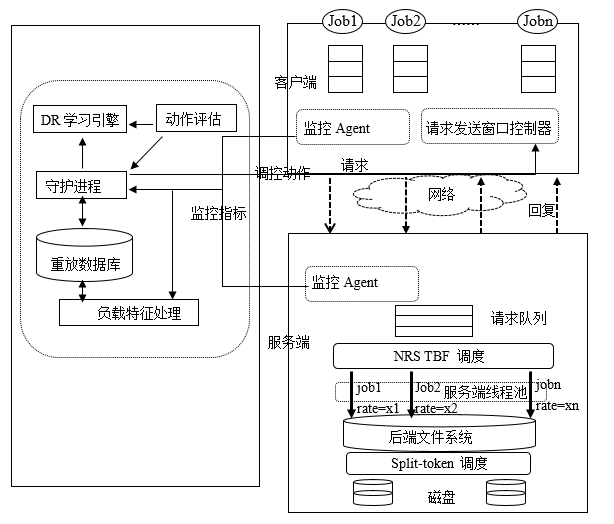 Job1
Job2
......
Jobn
客户端
DR 学习引擎
动作评估
监控 Agent
请求发送窗口控制器
守护进程
调控动作
请求
网络
回复
监控指标
重放数据库
负载特征处理
监控 Agent
请求队列
服务端
NRS TBF 调度
job1
Job2
服务端线程池
jobn
rate=x1
rate=x2
rate=xn
后端文件系统
Split-token 调度
磁盘